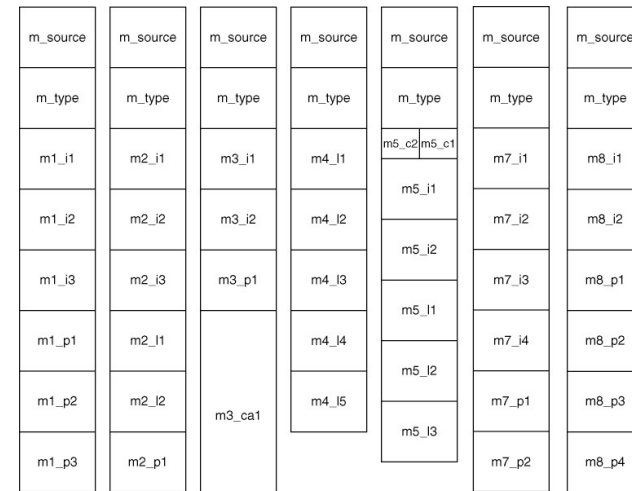 m_source m_source m_source m_source m_source m_source m_source
m_type m_type m_type m_type m_type m_type m_type
m5_c2 m5_c1
m1_i1 m2_i1 m3_i1 m4_l1 m7_i1 m8_i1
m5_i1
m1_i2 m2_i2 m3_i2 m4_l2 m7_i2 m8_i2
m5_i2
m1_i3 m2_i3 m3_p1 m4_l3 m7_i3 m8_p1
m5_l1
m1_p1 m2_l1 m4_l4 m7_i4 m8_p2
m5_l2
m1_p2 m2_l2 m3_ca1 m4_l5 m7_p1 m8_p3
m5_l3
m1_p3 m2_p1 m7_p2 m8_p4